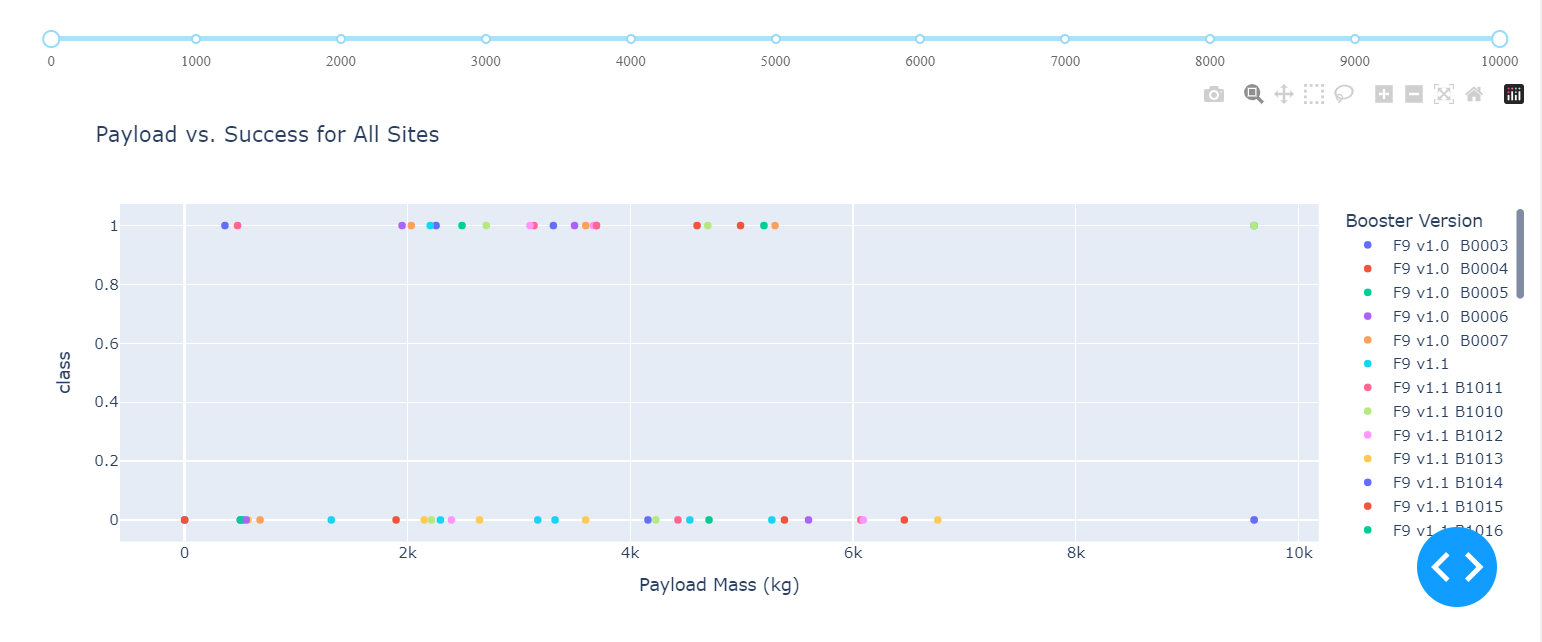 0 1000 2000 3000 4000 5000 6000 7000 8000 9000 10000
Payload vs. Success for All Sites
1
0.8
0.6
0.4
0.2
0
class
0 2k 4k 6k 8k 10k
Payload Mass (kg)
Booster Version
F9 v1.0  B0003
F9 v1.0  B0004
F9 v1.0  B0005
F9 v1.0  B0006
F9 v1.0  B0007
F9 v1.1
F9 v1.1 B1011
F9 v1.1 B1010
F9 v1.1 B1012
F9 v1.1 B1013
F9 v1.1 B1014
F9 v1.1 B1015
F9 v1.1 B1016